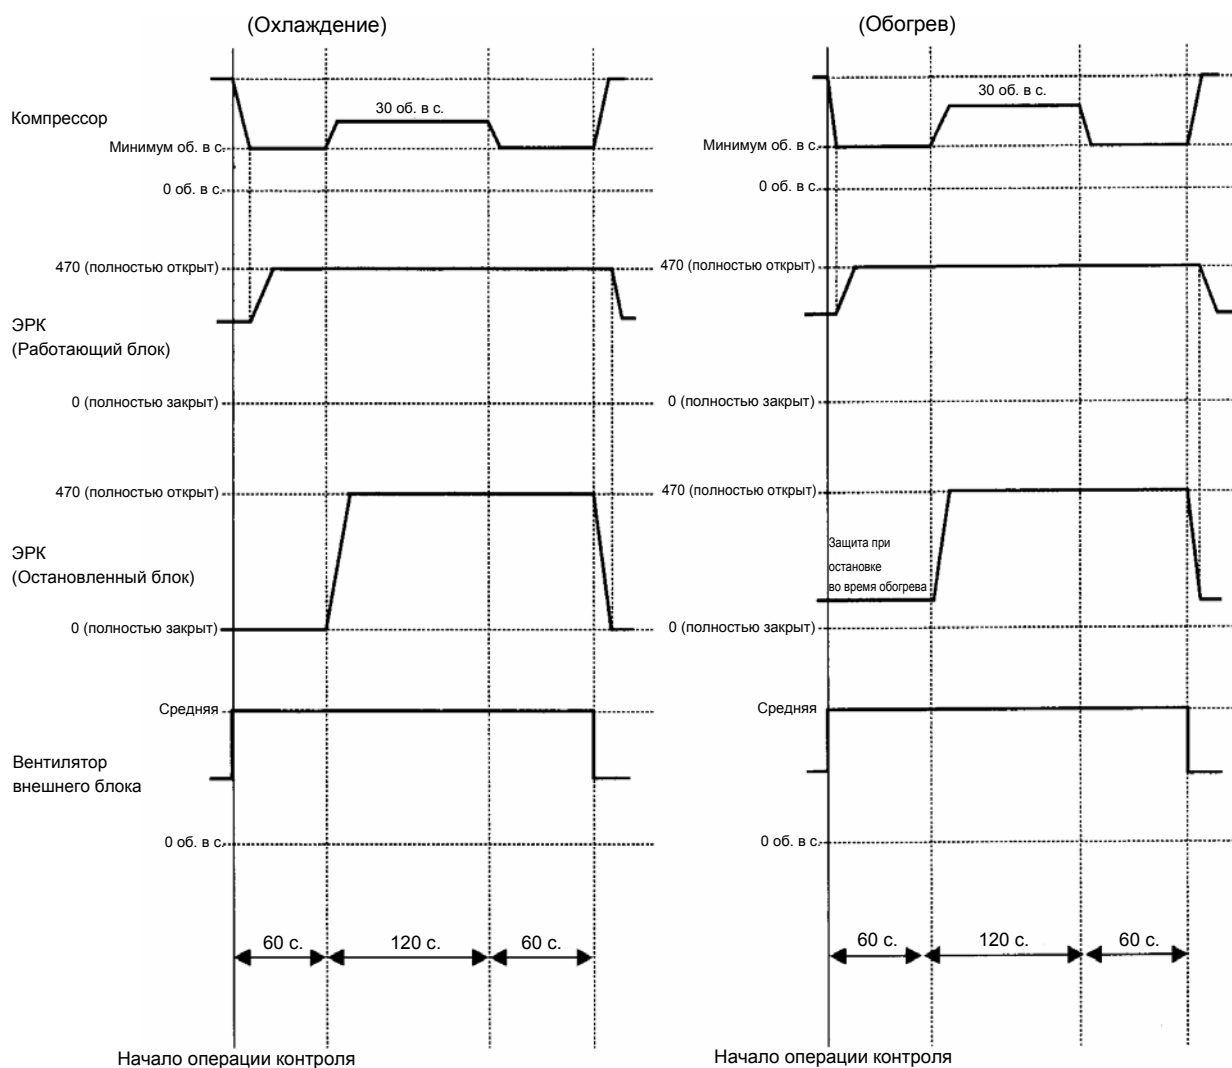 (Охлаждение)
(Обогрев)
Компрессор
30 об. в с.
Минимум об. в с.
0 об. в с.
30 об. в с.
Минимум об. в с.
0 об. в с.
ЭРК
(Работающий блок)
470 (полностью открыт)
0 (полностью закрыт)
470 (полностью открыт)
0 (полностью закрыт)
ЭРК
(Остановленный блок)
470 (полностью открыт)
0 (полностью закрыт)
470 (полностью открыт)
Защита при
остановке
во время обогрева
0 (полностью закрыт)
Вентилятор
внешнего блока
Средняя
0 об. в с.
Средняя
0 об. в с.
60 с.
120 с.
60 с.
60 с.
120 с.
60 с.
Начало операции контроля
Начало операции контроля